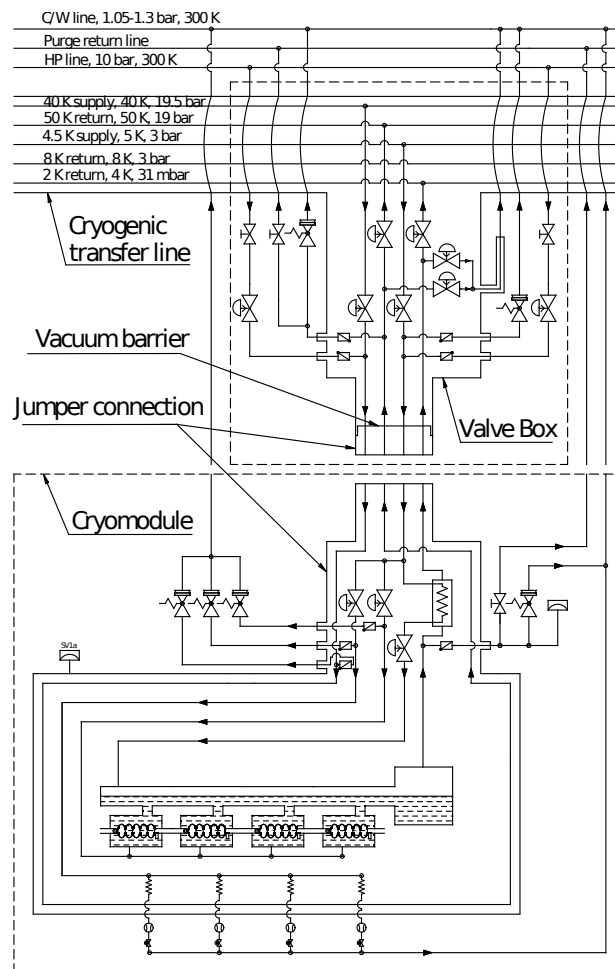 C/W line, 1.05-1.3 bar, 300 K
Purge return line
HP line, 10 bar, 300 K
40 K supply, 40 K, 19.5 bar
50 K return, 50 K, 19 bar
4.5 K supply, 5 K, 3 bar
8 K return, 8 K, 3 bar
2 K return, 4 K, 31 mbar
Cryogenic
transfer line
Vacuum barrier
Jumper connection
Valve Box
Cryomodule
SV1a